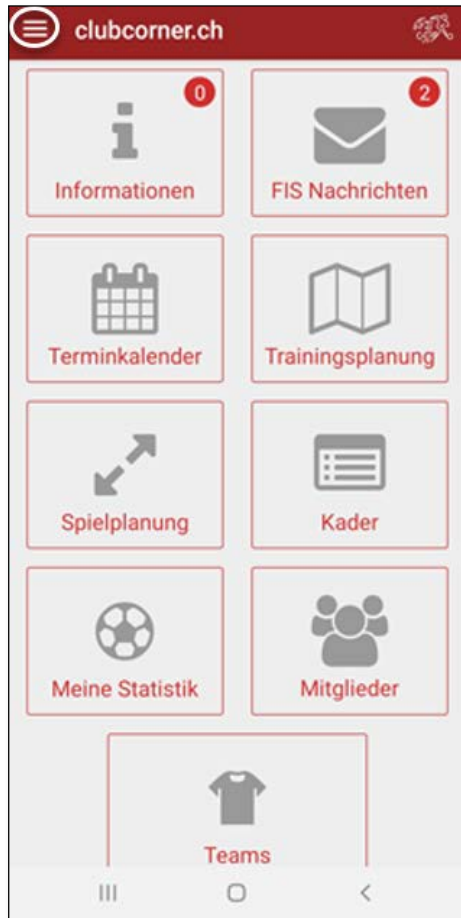 clubcorner.ch
0
2
Informationen
FIS Nachrichten
Terminkalender
Trainingsplanung
Spielplanung
Kader
Meine Statistik
Mitglieder
Teams